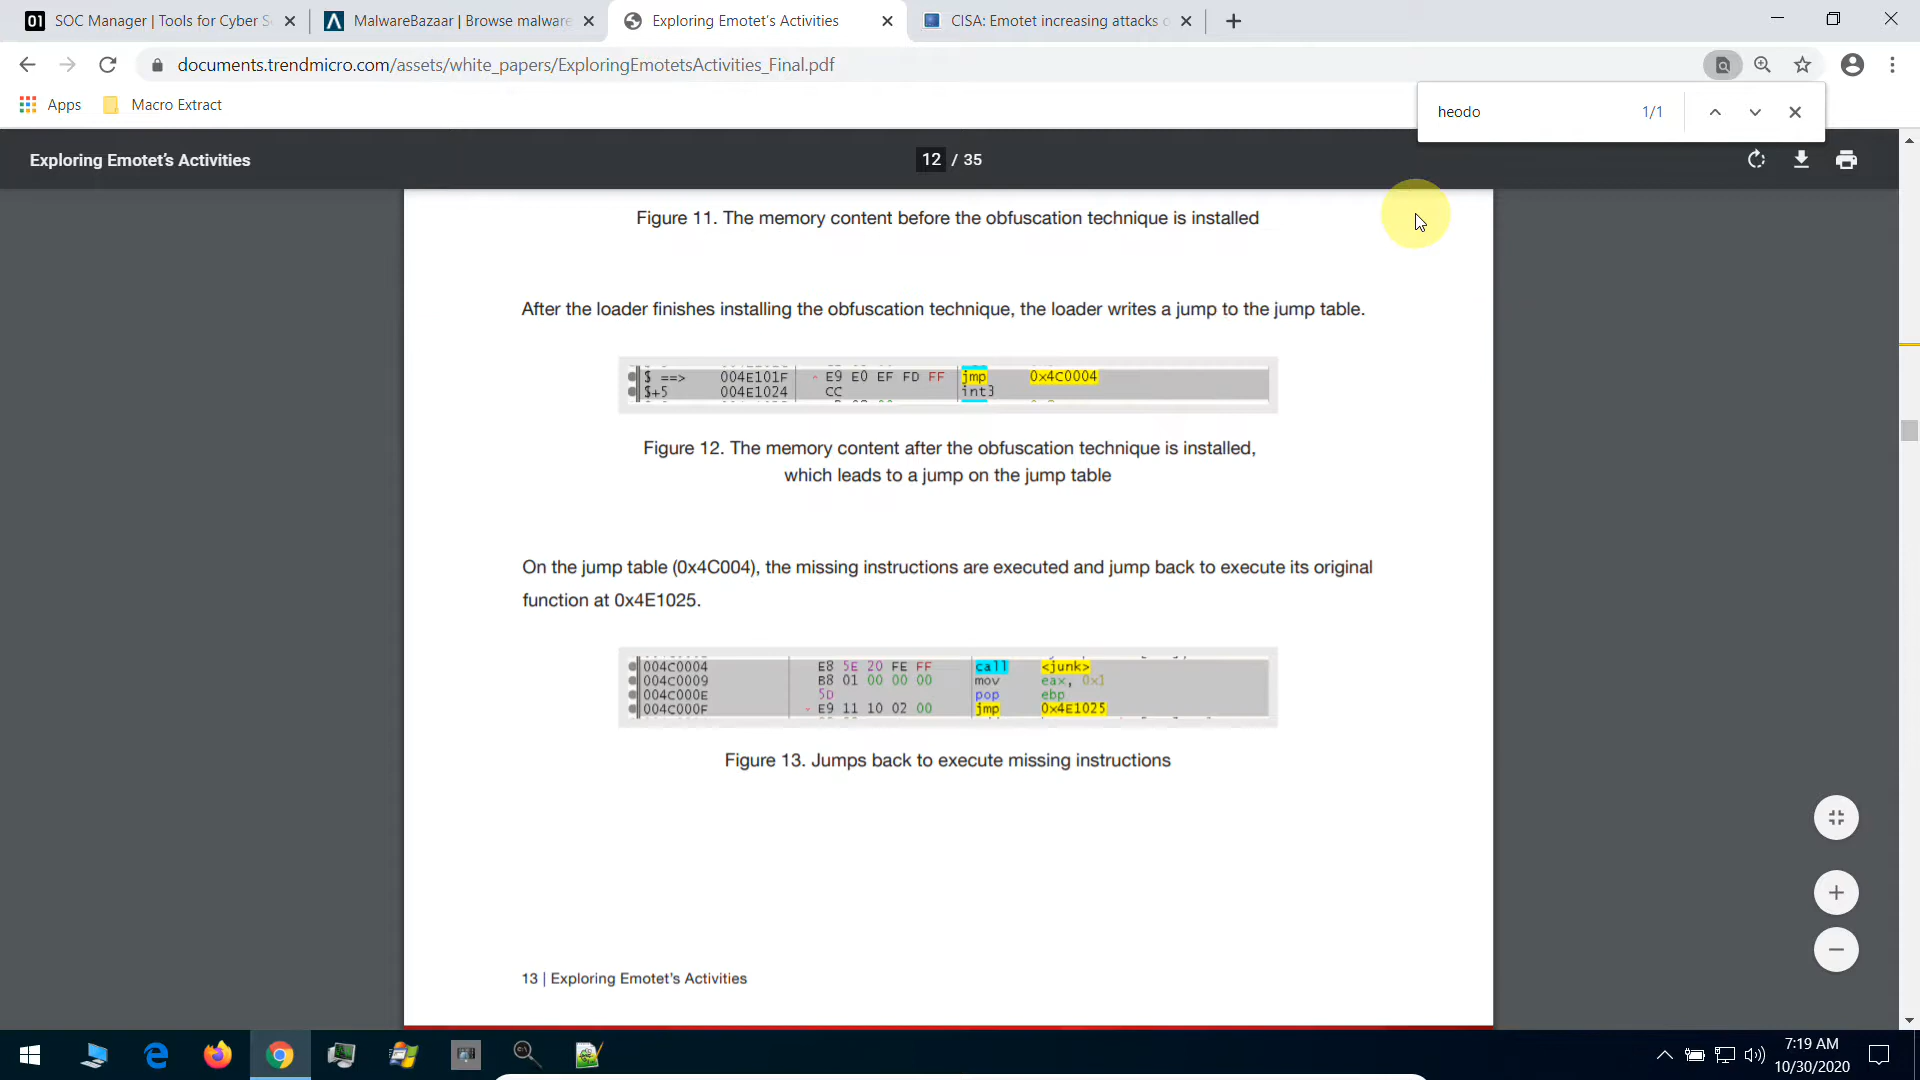 SOC Manager | Tools for Cyber S
MalwareBazaar | Browse malware
Exploring Emotet's Activities
CISA: Emotet increasing attacks o
documents.trendmicro.com/assets/white_papers/ExploringEmotetsActivities_Final.pdf
Apps
Macro Extract
heodo
1/1
Exploring Emotet's Activities
12 / 35
Figure 11. The memory content before the obfuscation technique is installed
After the loader finishes installing the obfuscation technique, the loader writes a jump to the jump table.
$ ==> 004E101F - E9 E0 EF FD FF jmp 0x4C0004
$+5 004E1024 CC int3
Figure 12. The memory content after the obfuscation technique is installed,
which leads to a jump on the jump table
On the jump table (0x4C004), the missing instructions are executed and jump back to execute its original
function at 0x4E1025.
004C0004 E8 5E 20 FE FF call <junk>
004C0009 B8 01 00 00 00 mov eax, 0x1
004C000E 5D pop ebp
004C000F - E9 11 10 02 00 jmp 0x4E1025
Figure 13. Jumps back to execute missing instructions
13 | Exploring Emotet's Activities
7:19 AM
10/30/2020